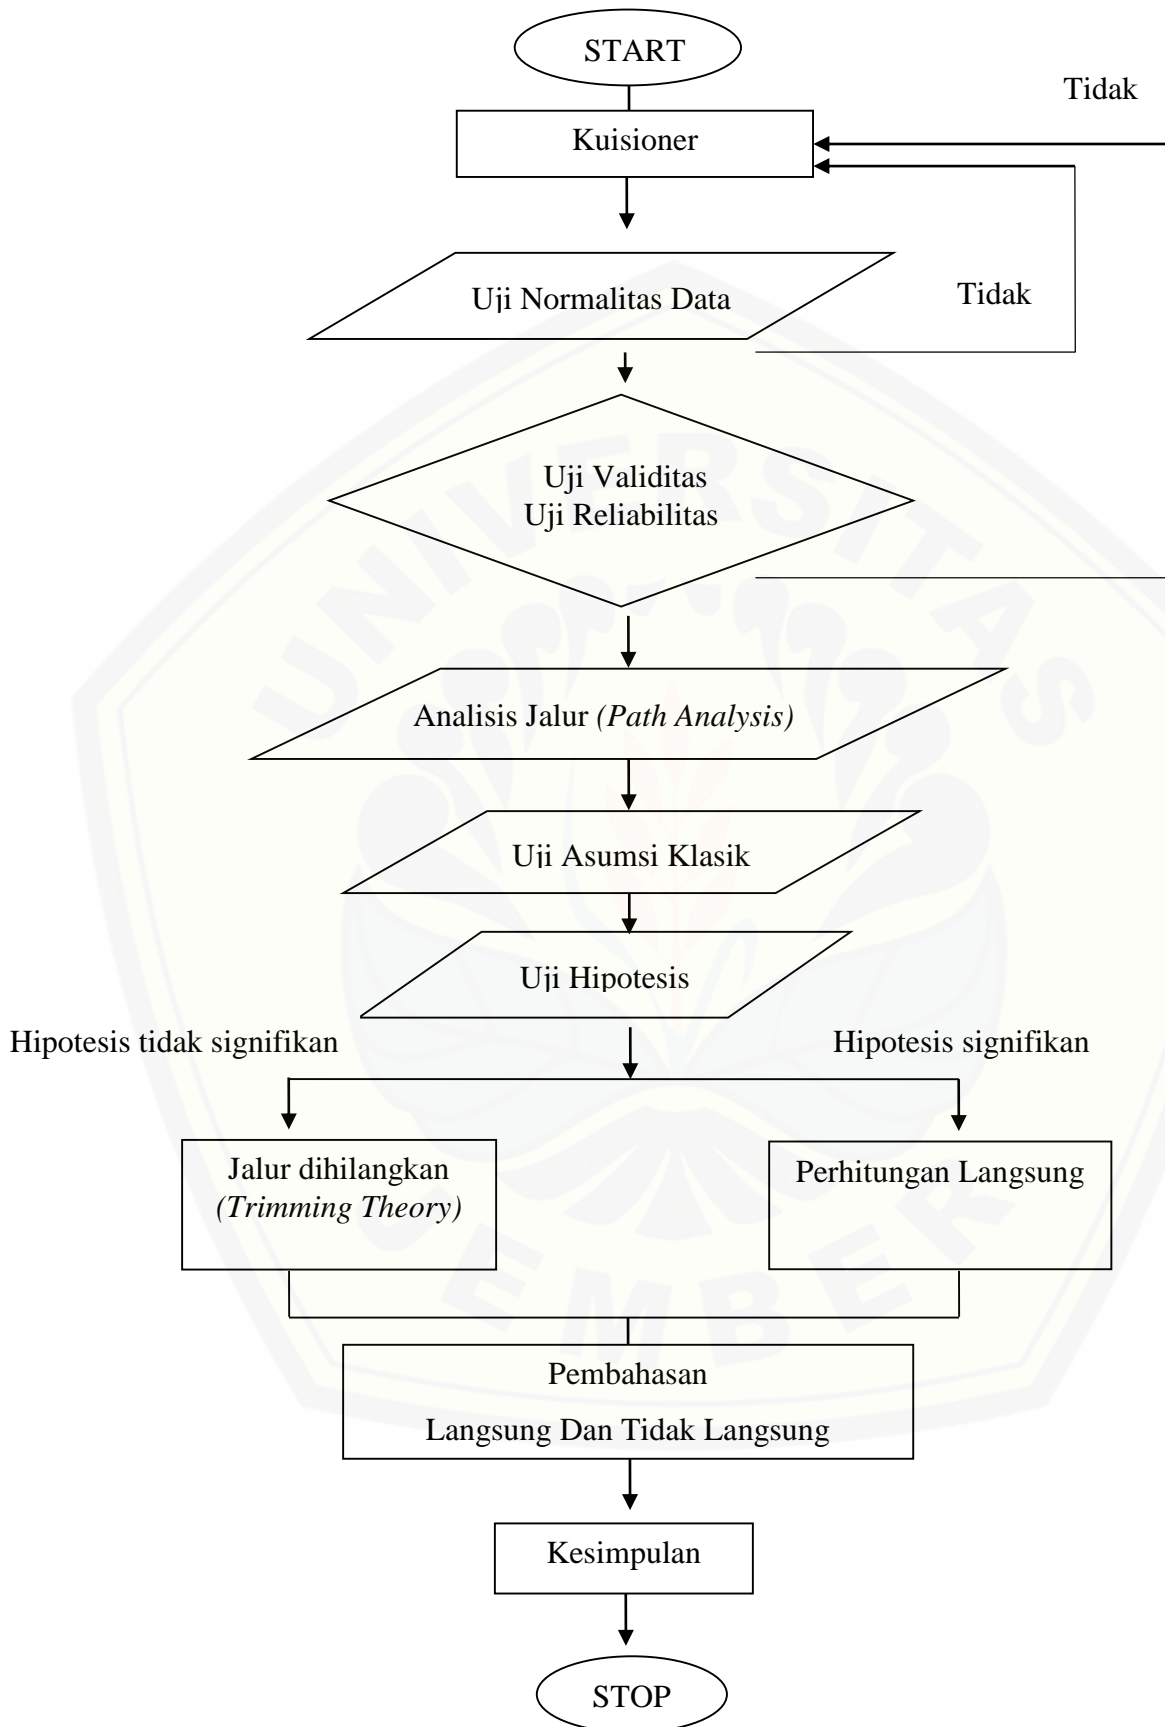 START
Tidak
Kuisioner
Uji Normalitas Data
Tidak
Uji Validitas
Uji Reliabilitas
Analisis Jalur (Path Analysis)
Uji Asumsi Klasik
Uji Hipotesis
Hipotesis tidak signifikan
Hipotesis signifikan
Jalur dihilangkan
(Trimming Theory)
Perhitungan Langsung
Pembahasan
Langsung Dan Tidak Langsung
Kesimpulan
STOP
UNIVERSITAS
JEMBER